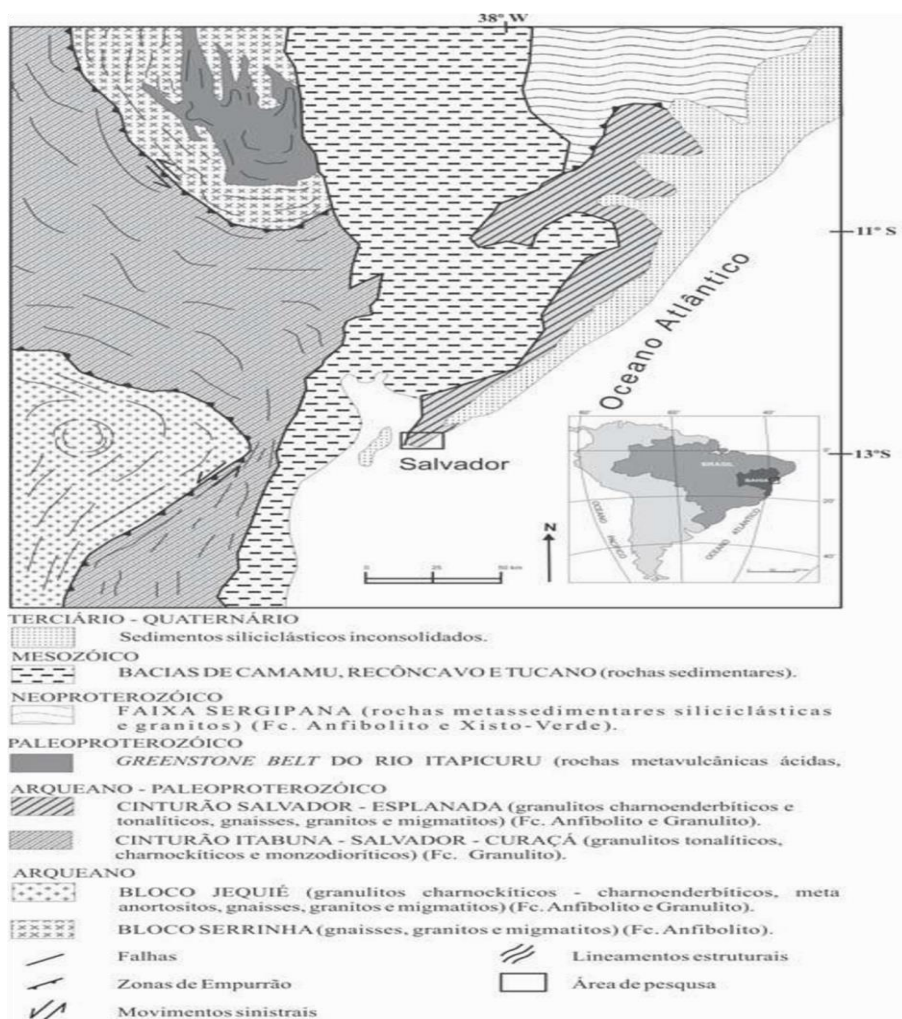 38º W
11° S
Oceano Atlântico
13ºS
Salvador
BRASIL
BAHIA
OCEANO PACÍFICO
OCEANO ATLÂNTICO
N
0 25 50 km
TERCIÁRIO - QUATERNÁRIO
Sedimentos siliciclásticos inconsolidados.
MESOZÓICO
BACIAS DE CAMAMU, RECÔNCAVO E TUCANO (rochas sedimentares).
NEOPROTEROZÓICO
FAIXA SERGIPANA (rochas metassedimentares siliciclásticas
e granitos) (Fc. Anfibolito e Xisto-Verde).
PALEOPROTEROZÓICO
GREENSTONE BELT DO RIO ITAPICURU (rochas metavulcânicas ácidas,
ARQUEANO - PALEOPROTEROZÓICO
CINTURÃO SALVADOR - ESPLANADA (granulitos charnoenderbíticos e
tonalíticos, gnaisses, granitos e migmatitos) (Fc. Anfibolito e Granulito).
CINTURÃO ITABUNA - SALVADOR - CURAÇÁ (granulitos tonalíticos,
charnockíticos e monzodioríticos) (Fc. Granulito).
ARQUEANO
BLOCO JEQUIÉ (granulitos charnockíticos - charnoenderbíticos, meta
anortositos, gnaisses, granitos e migmatitos) (Fc. Anfibolito e Granulito).
BLOCO SERRINHA (gnaisses, granitos e migmatitos) (Fc. Anfibolito).
Falhas
Lineamentos estruturais
Zonas de Empurrão
Área de pesqusa
Movimentos sinistrais